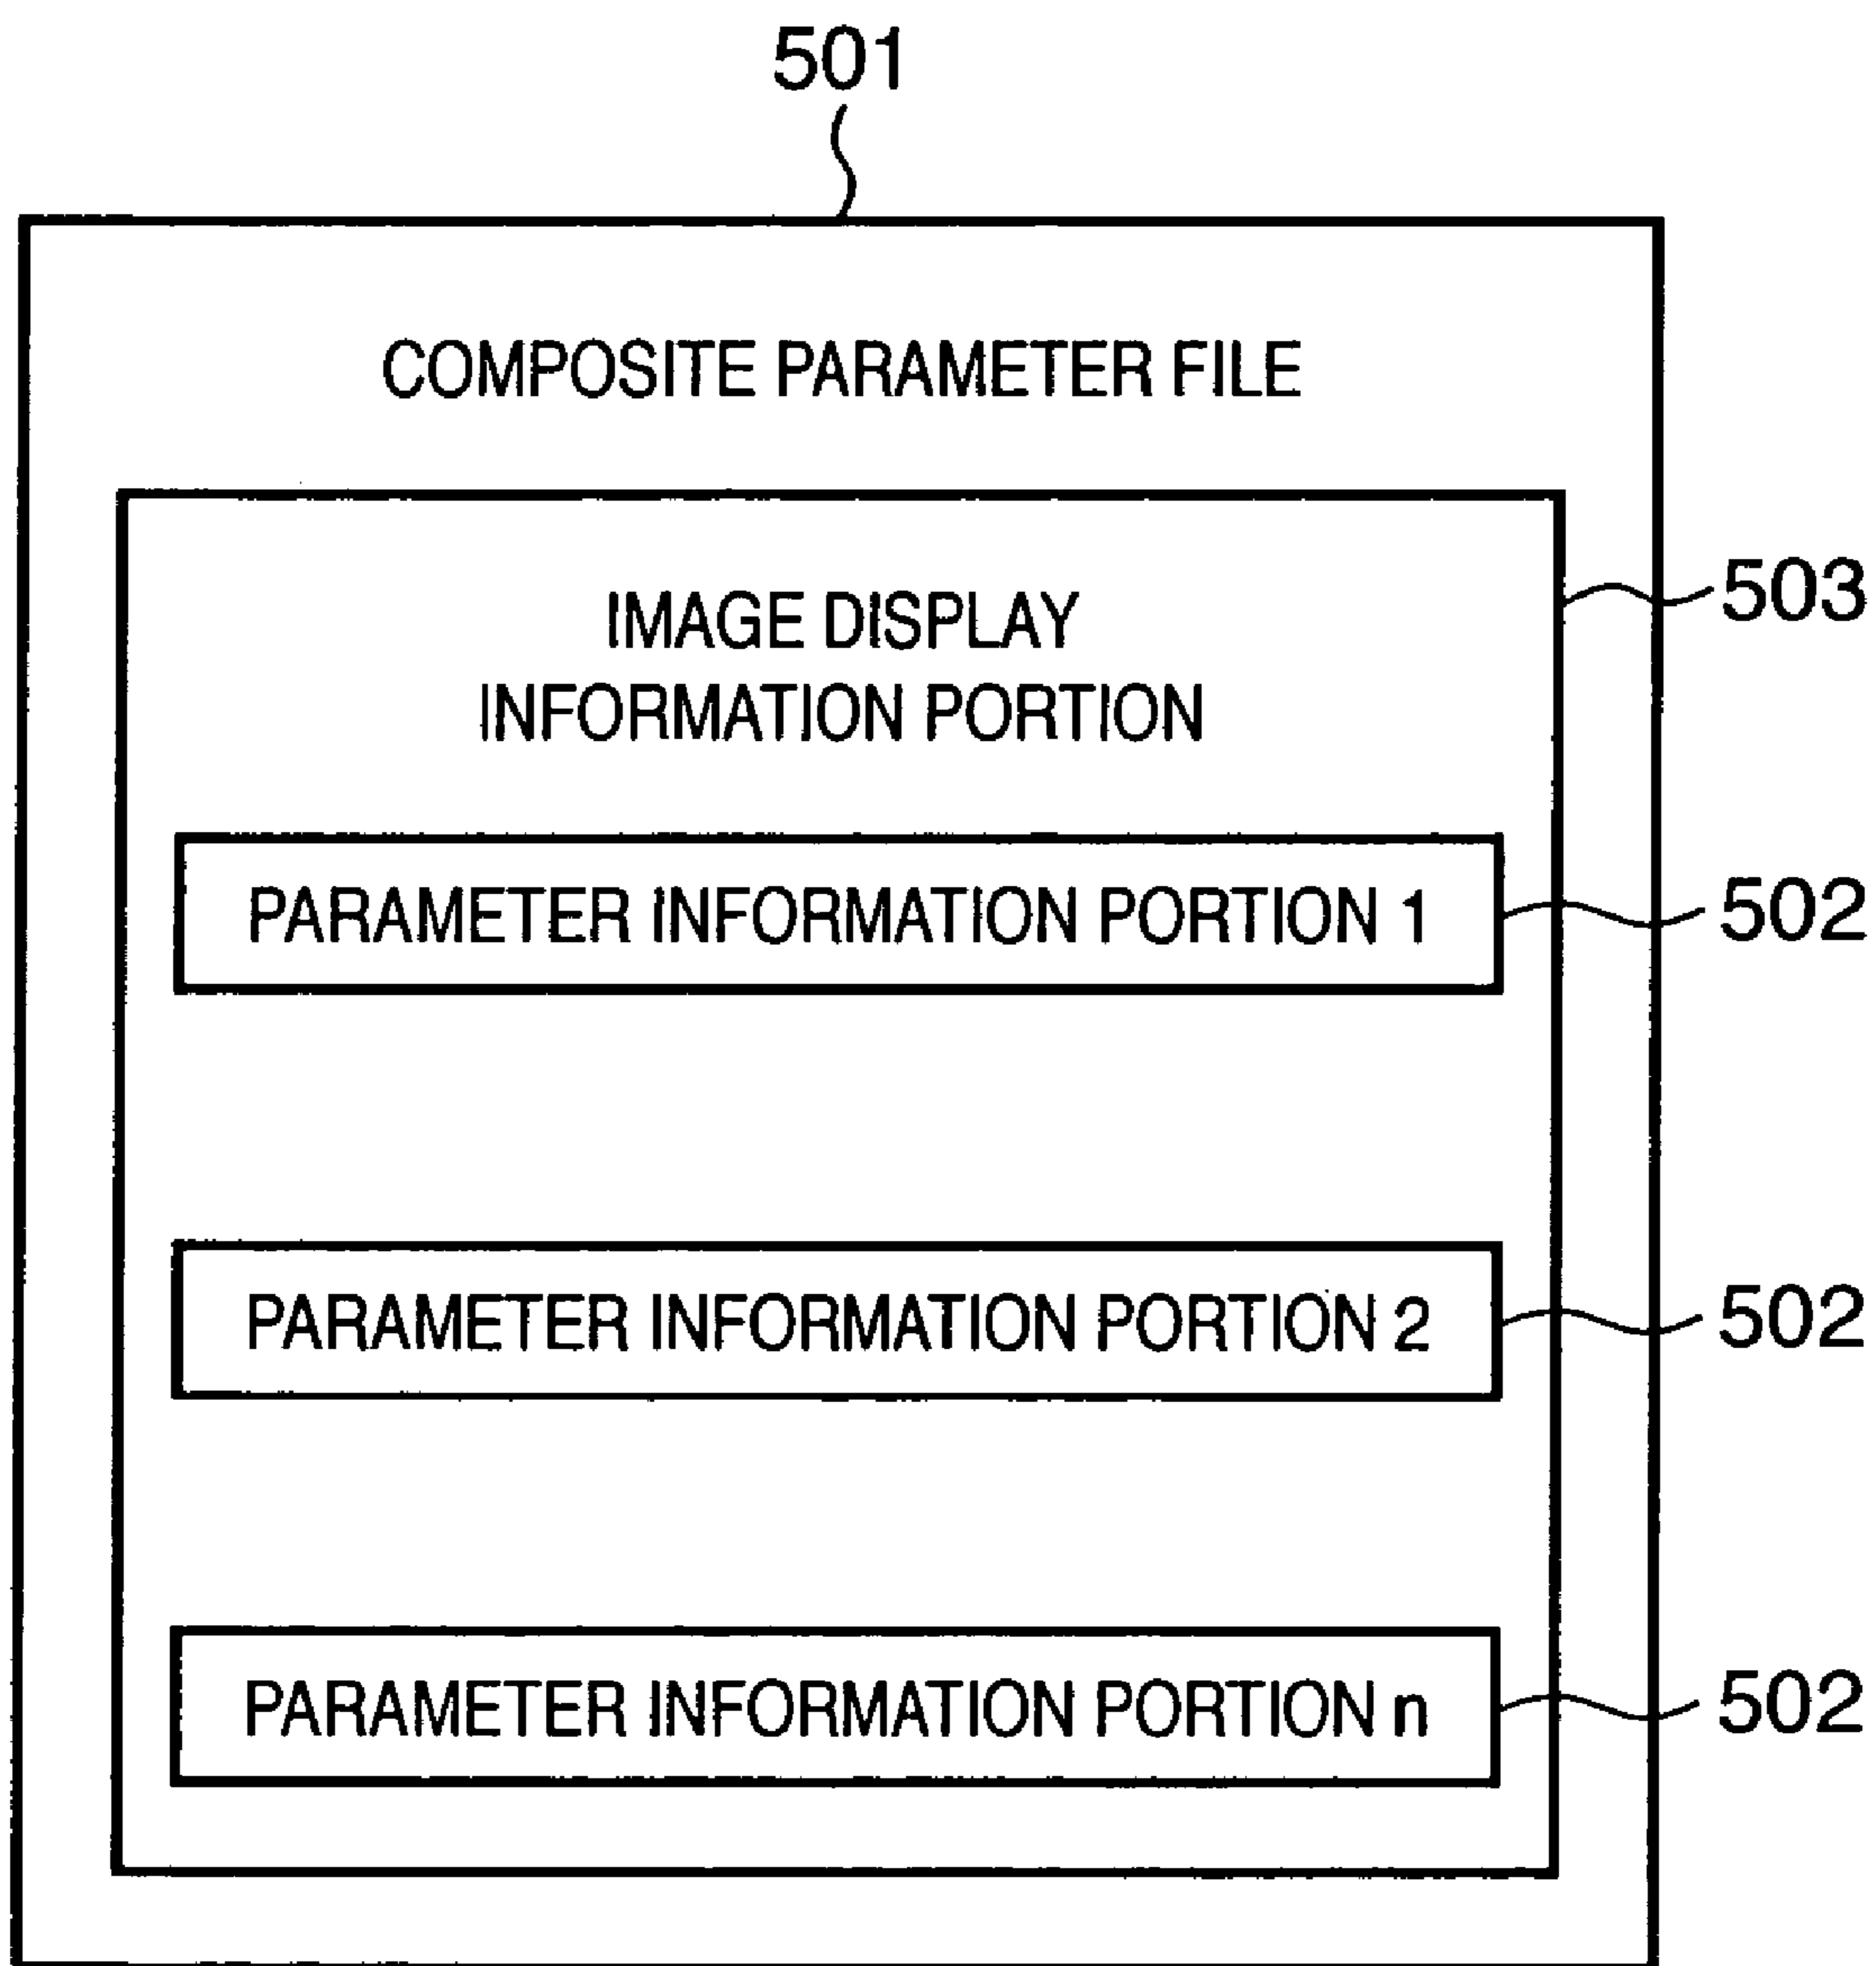 501
COMPOSITE PARAMETER FILE
503
IMAGE DISPLAY
INFORMATION PORTION
PARAMETER INFORMATION PORTION 1
502
PARAMETER INFORMATION PORTION 2
502
PARAMETER INFORMATION PORTION n
502